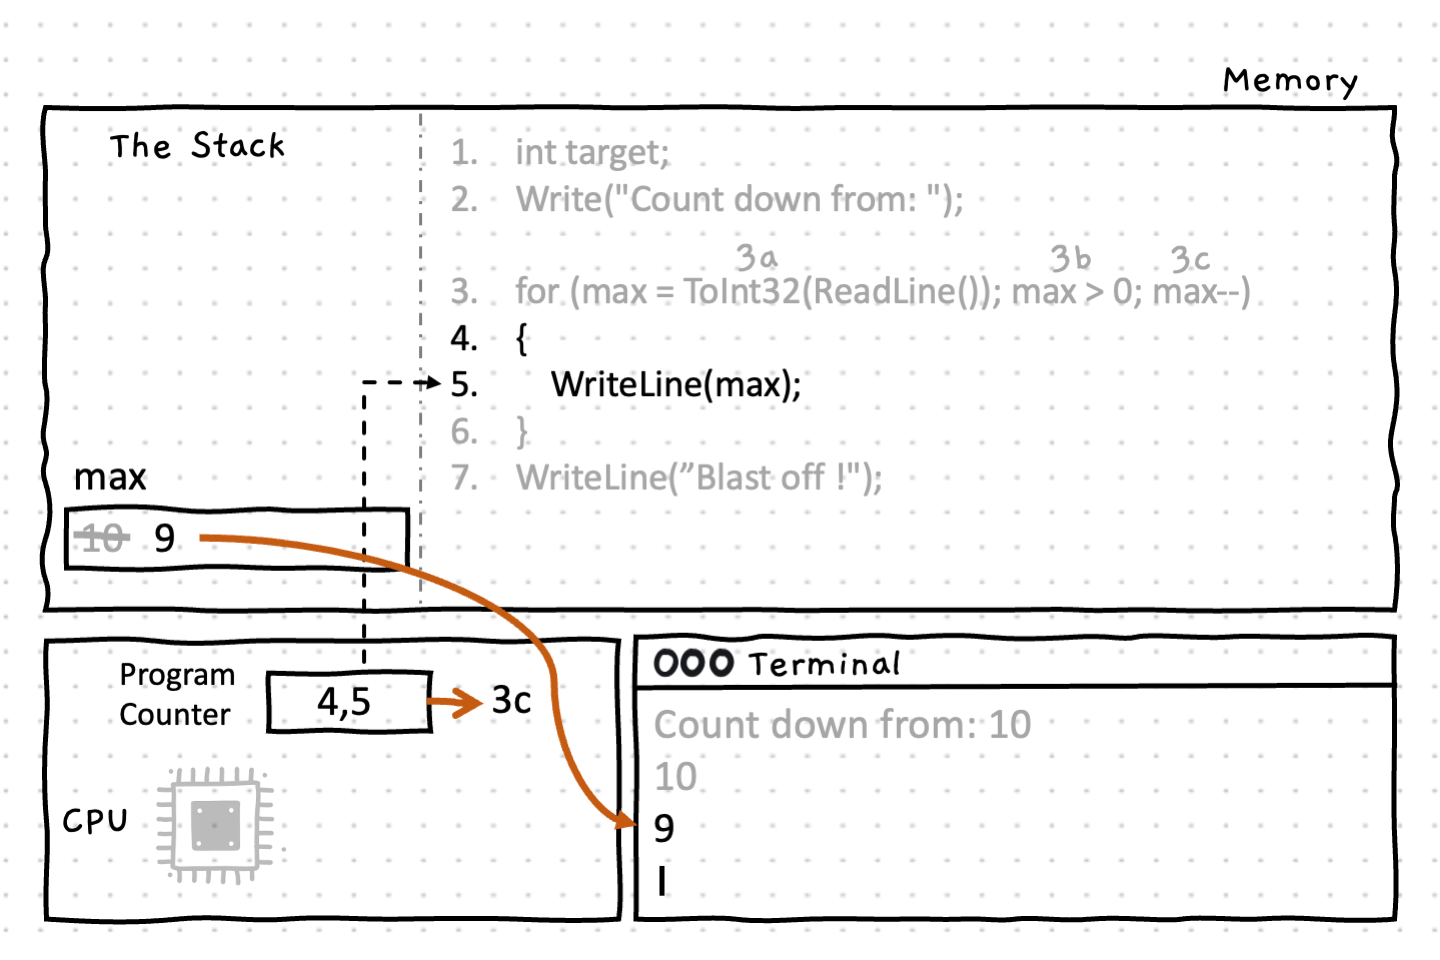 Memory
The Stack
1. int target;
2. Write("Count down from: ");
3a 3b 3c
3. for (max = ToInt32(ReadLine()); max > 0; max--)
4. {
5. WriteLine(max);
6. }
7. WriteLine(”Blast off !");
max
10 9
Program
Counter
4,5
3c
CPU
Terminal
Count down from: 10
10
9